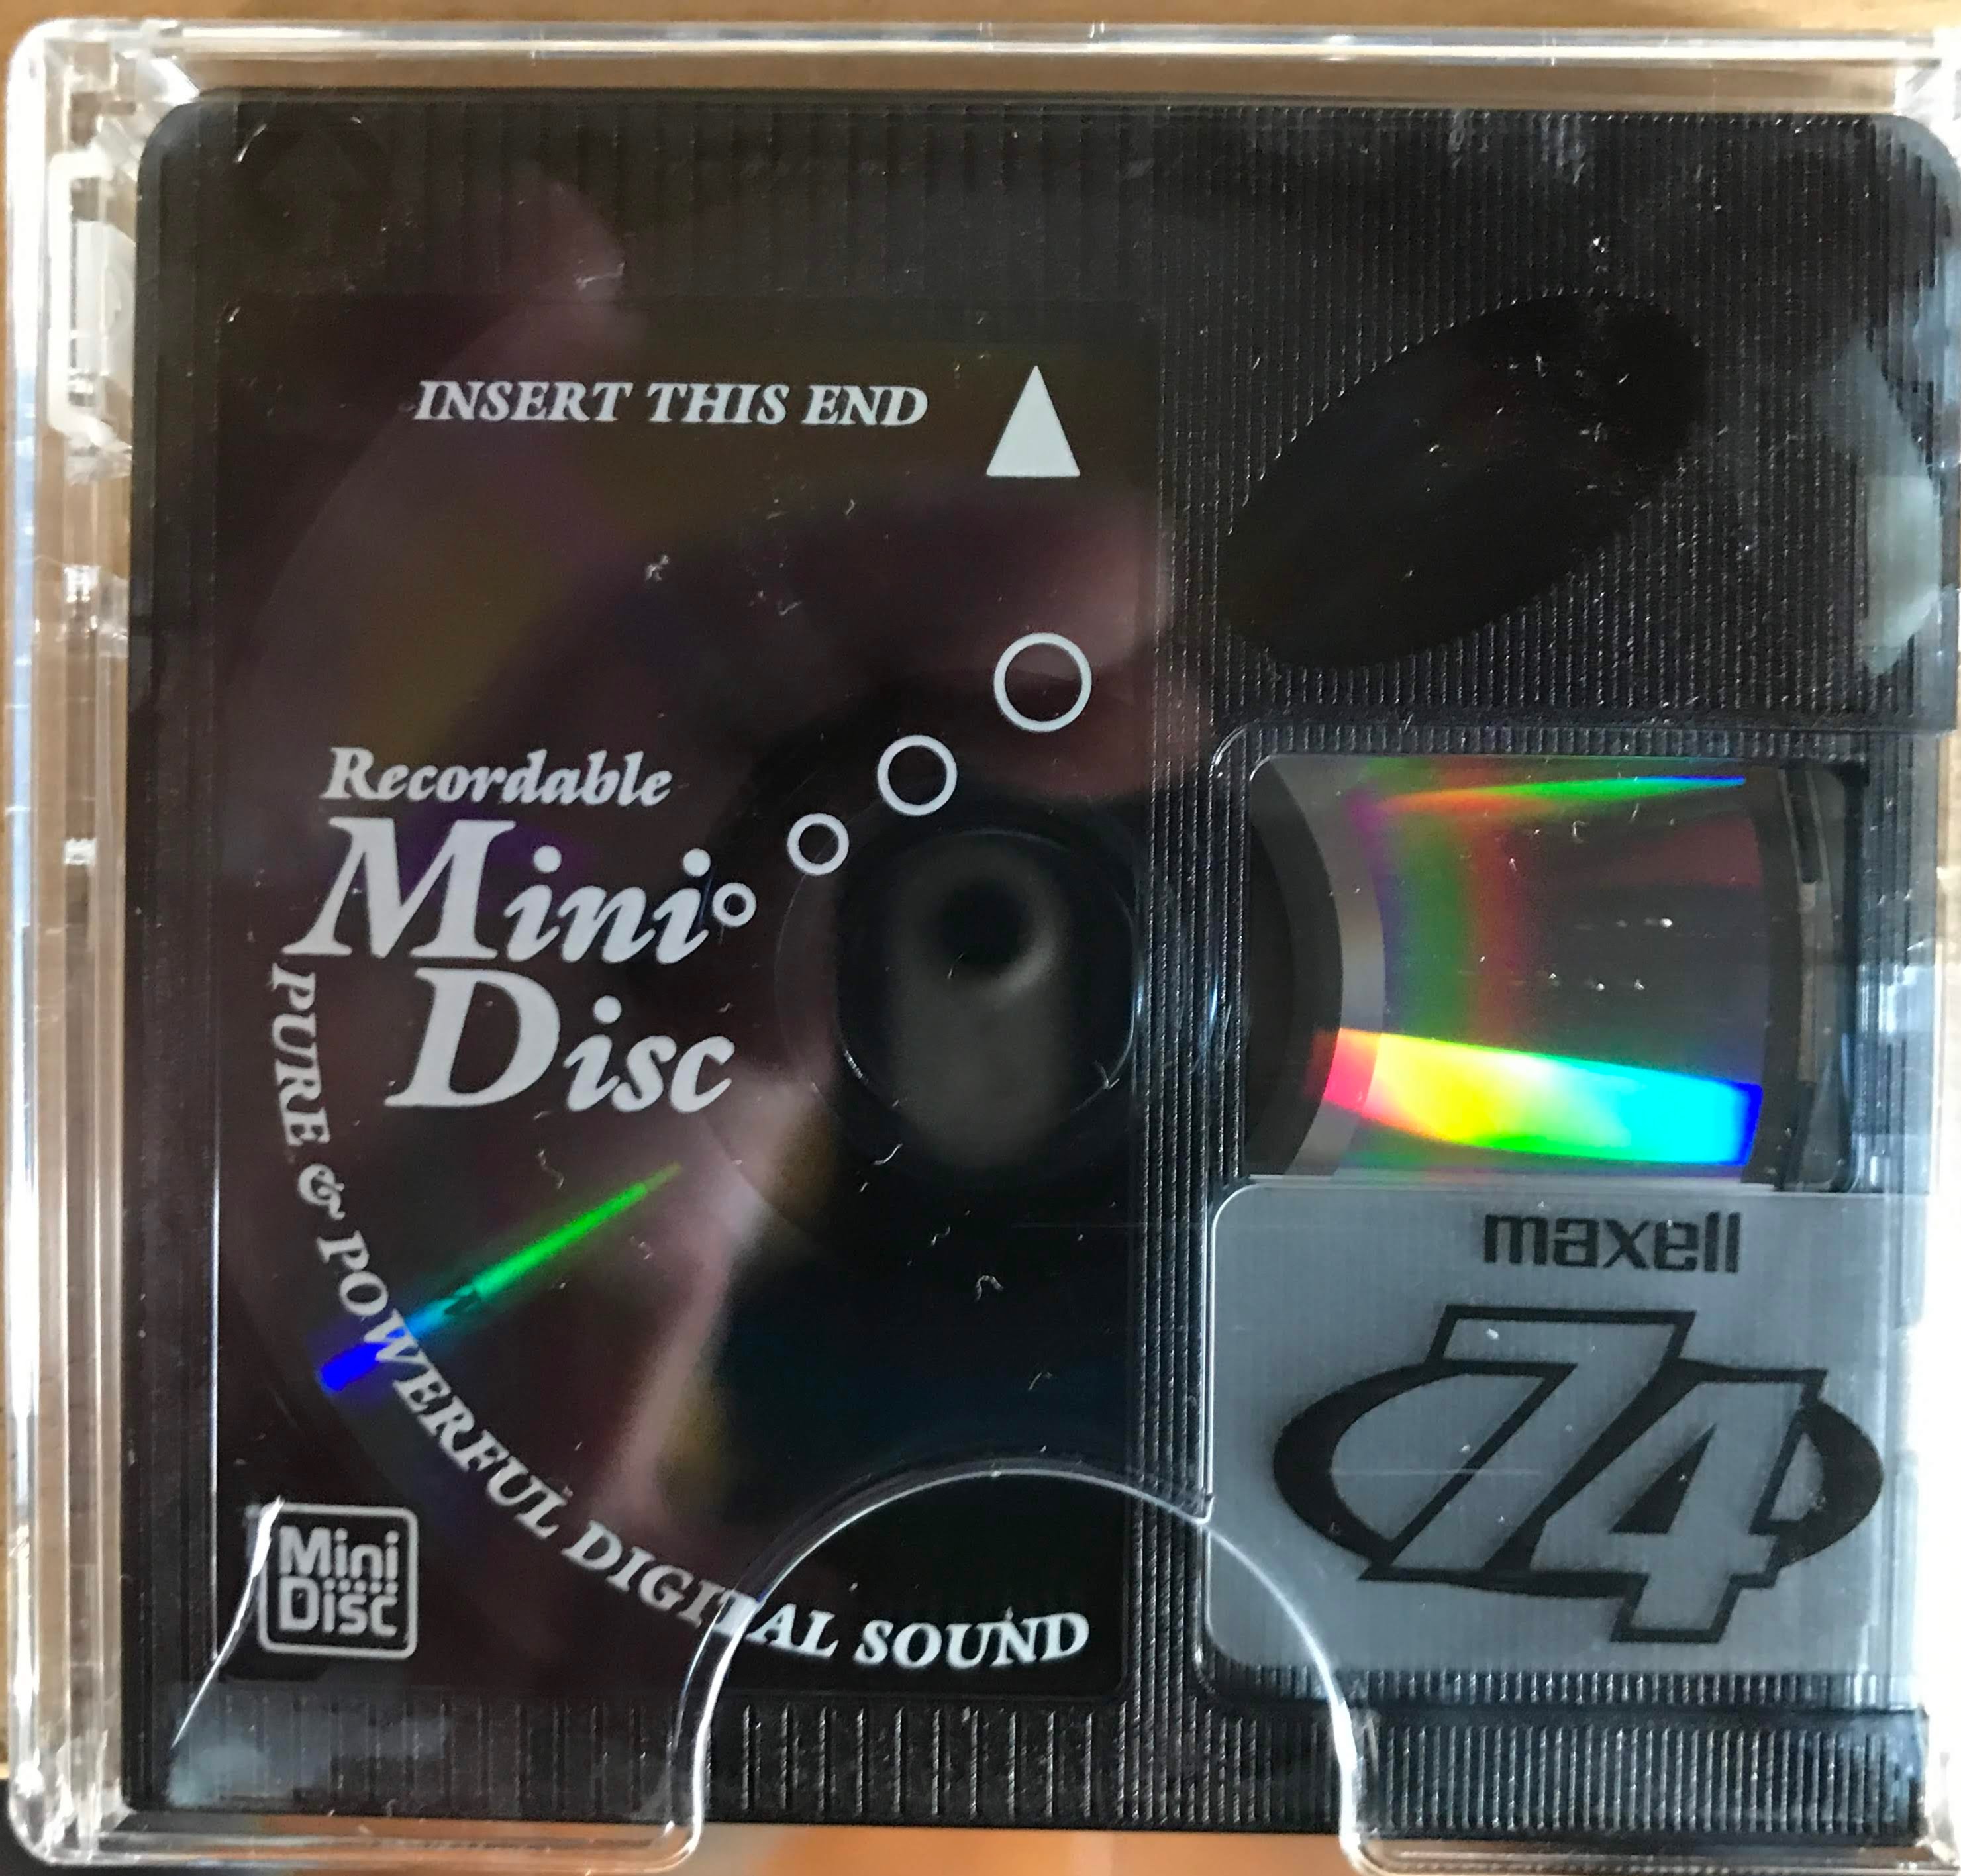 INSERT THIS END
Recordable
Mini
Disc
PURE & POWERFUL DIGITAL SOUND
Mini
Disc
maxell
74